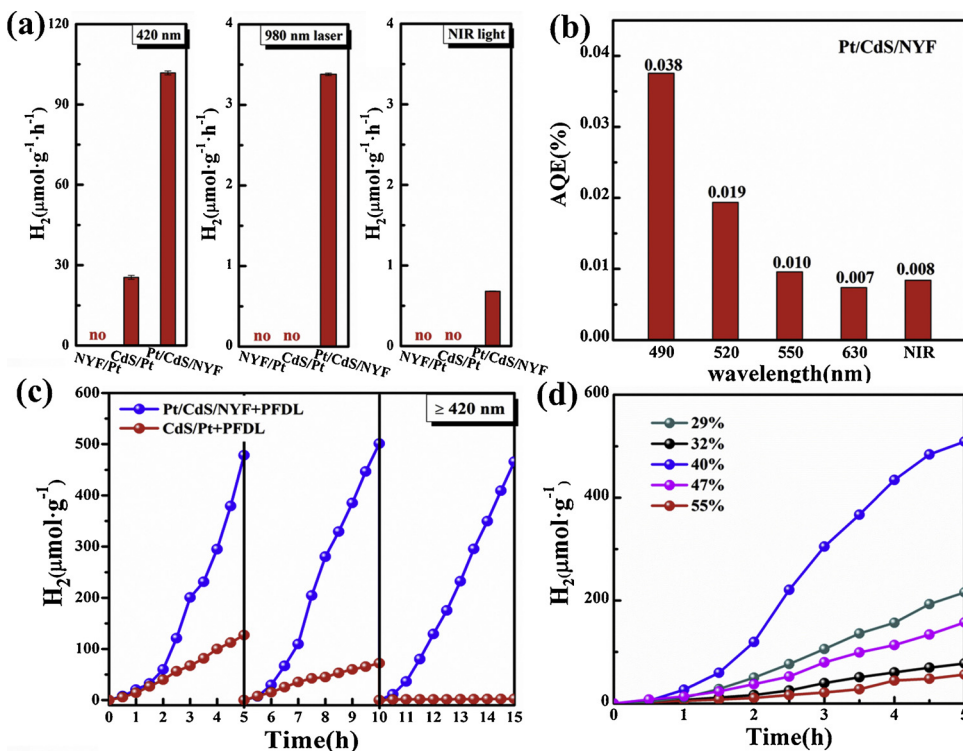 (a)
420 nm
980 nm laser
NIR light
H₂(μmol·g⁻¹·h⁻¹)
120
90
60
30
0
no
NYF/Pt CdS/Pt Pt/CdS/NYF
H₂(μmol·g⁻¹·h⁻¹)
4
3
2
1
0
no no
NYF/Pt CdS/Pt Pt/CdS/NYF
H₂(μmol·g⁻¹·h⁻¹)
4
3
2
1
0
no no
NYF/Pt CdS/Pt Pt/CdS/NYF
(b)
Pt/CdS/NYF
AQE(%)
0.04
0.03
0.02
0.01
0.00
0.038
0.019
0.010
0.007
0.008
490 520 550 630 NIR
wavelength(nm)
(c)
Pt/CdS/NYF+PFDL
CdS/Pt+PFDL
≥ 420 nm
H₂(μmol·g⁻¹)
600
500
400
300
200
100
0
0 1 2 3 4 5 6 7 8 9 10 11 12 13 14 15
Time(h)
(d)
29%
32%
40%
47%
55%
H₂(μmol·g⁻¹)
600
400
200
0
0 1 2 3 4 5
Time(h)